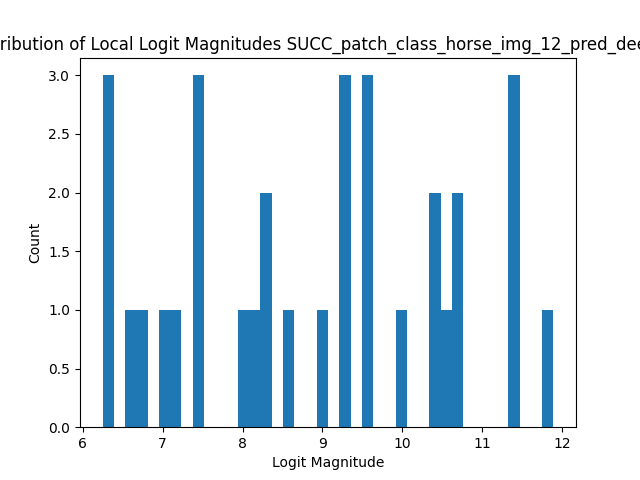 ribution of Local Logit Magnitudes SUCC_patch_class_horse_img_12_pred_dee
3.0
2.5
2.0
1.5
1.0
0.5
0.0
Count
6 7 8 9 10 11 12
Logit Magnitude